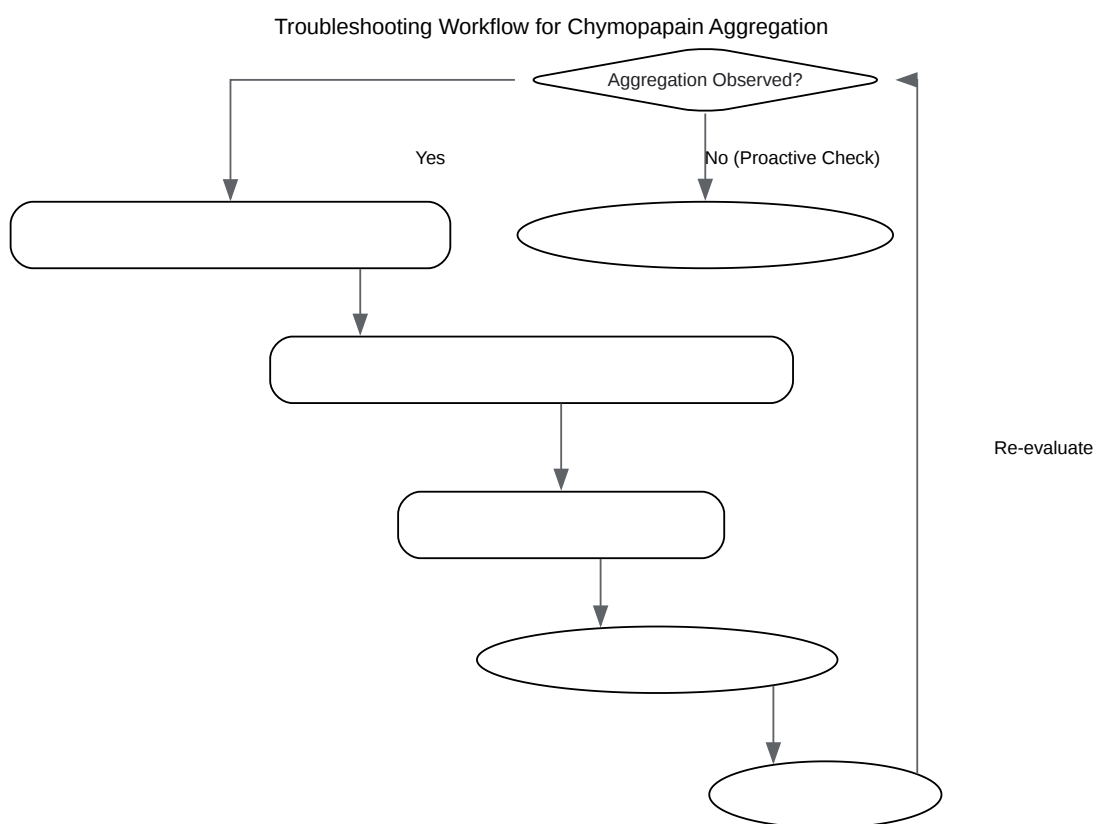 Troubleshooting Workflow for Chymopapain Aggregation
Aggregation Observed?
Yes
No (Proactive Check)
Re-evaluate